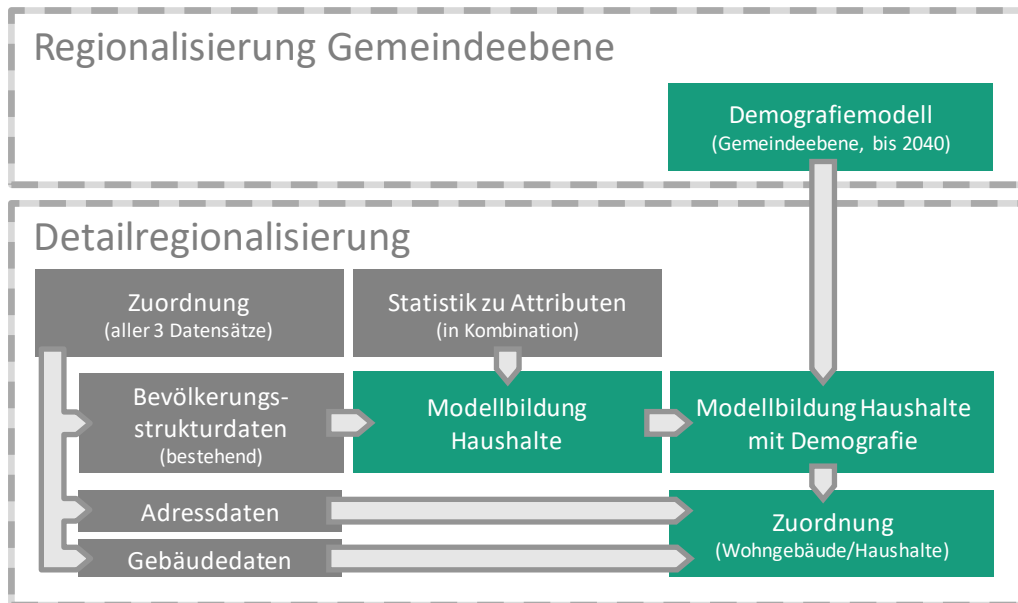 Regionalisierung Gemeindeebene
Demografiemodell
(Gemeindeebene, bis 2040)
Detailregionalisierung
Zuordnung
(aller 3 Datensätze)
Statistik zu Attributen
(in Kombination)
Bevölkerungs-
strukturdaten
(bestehend)
Modellbildung
Haushalte
Modellbildung Haushalte
mit Demografie
Adressdaten
Gebäudedaten
Zuordnung
(Wohngebäude/Haushalte)